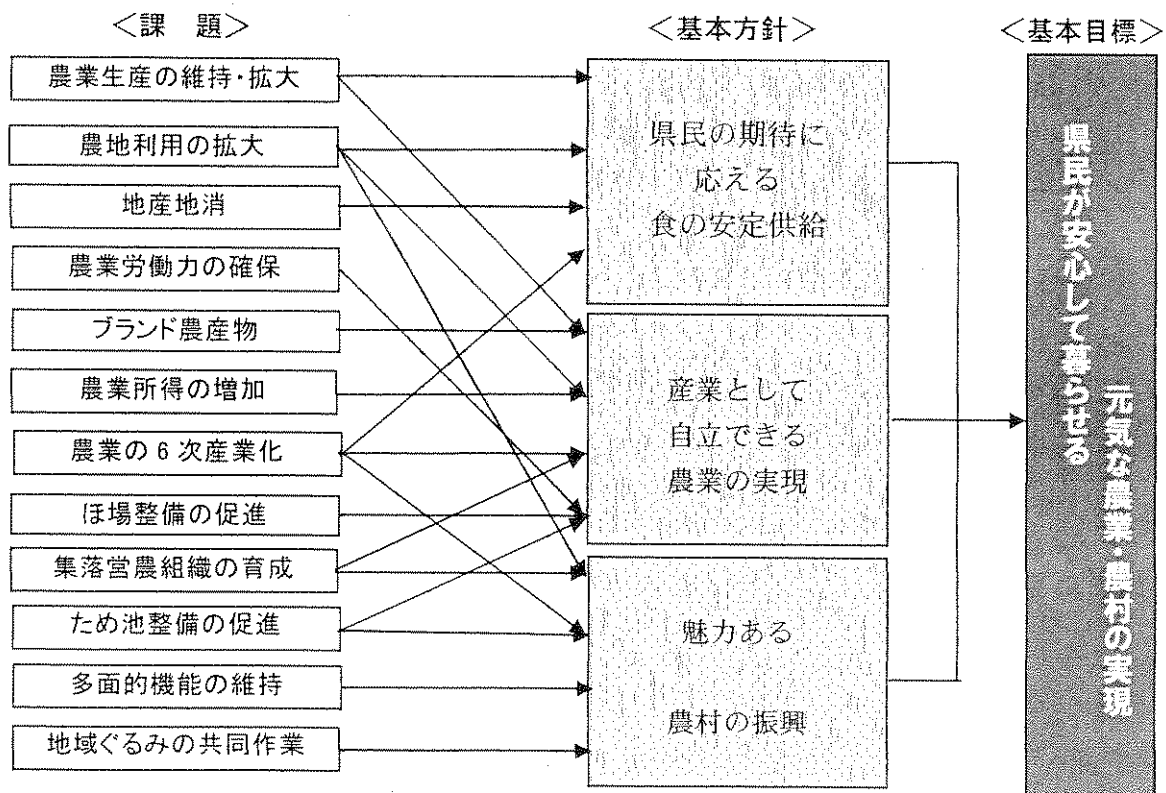 ＜課　題＞
＜基本方針＞
＜基本目標＞
農業生産の維持・拡大
農地利用の拡大
地産地消
農業労働力の確保
ブランド農産物
農業所得の増加
農業の６次産業化
ほ場整備の促進
集落営農組織の育成
ため池整備の促進
多面的機能の維持
地域ぐるみの共同作業
県民の期待に
応える
食の安定供給
産業として
自立できる
農業の実現
魅力ある
農村の振興
県民が安心して暮らせる
元気な農業・農村の実現